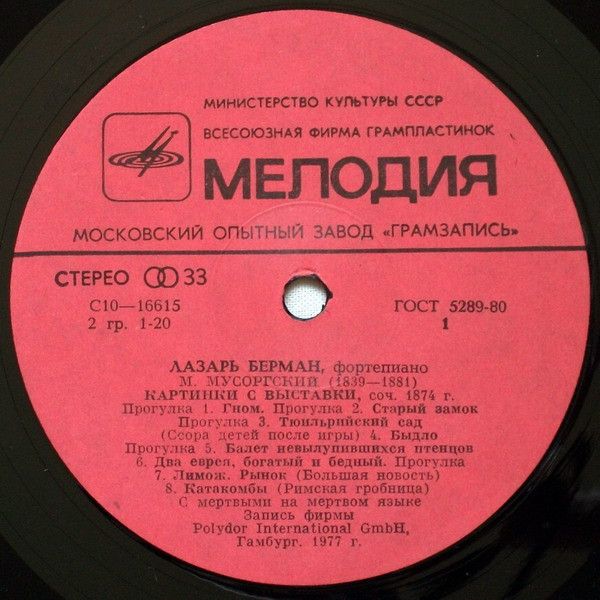 МИНИСТЕРСТВО КУЛЬТУРЫ СССР
ВСЕСОЮЗНАЯ ФИРМА ГРАМПЛАСТИНОК
МЕЛОДИЯ
МОСКОВСКИЙ ОПЫТНЫЙ ЗАВОД «ГРАМЗАПИСЬ»
СТЕРЕО 33
С10—16615
2 гр. 1-20
ГОСТ 5289-80
1
ЛАЗАРЬ БЕРМАН, фортепиано
М. МУСОРГСКИЙ (1839—1881)
КАРТИНКИ С ВЫСТАВКИ, соч. 1874 г.
Прогулка 1. Гном. Прогулка 2. Старый замок
Прогулка 3. Тюильрийский сад
(Ссора детей после игры) 4. Быдло
Прогулка 5. Балет невылупившихся птенцов
6. Два еврея, богатый и бедный. Прогулка
7. Лимож. Рынок (Большая новость)
8. Катакомбы (Римская гробница)
С мертвыми на мертвом языке
Запись фирмы
Polydor International GmbH,
Гамбург. 1977 г.